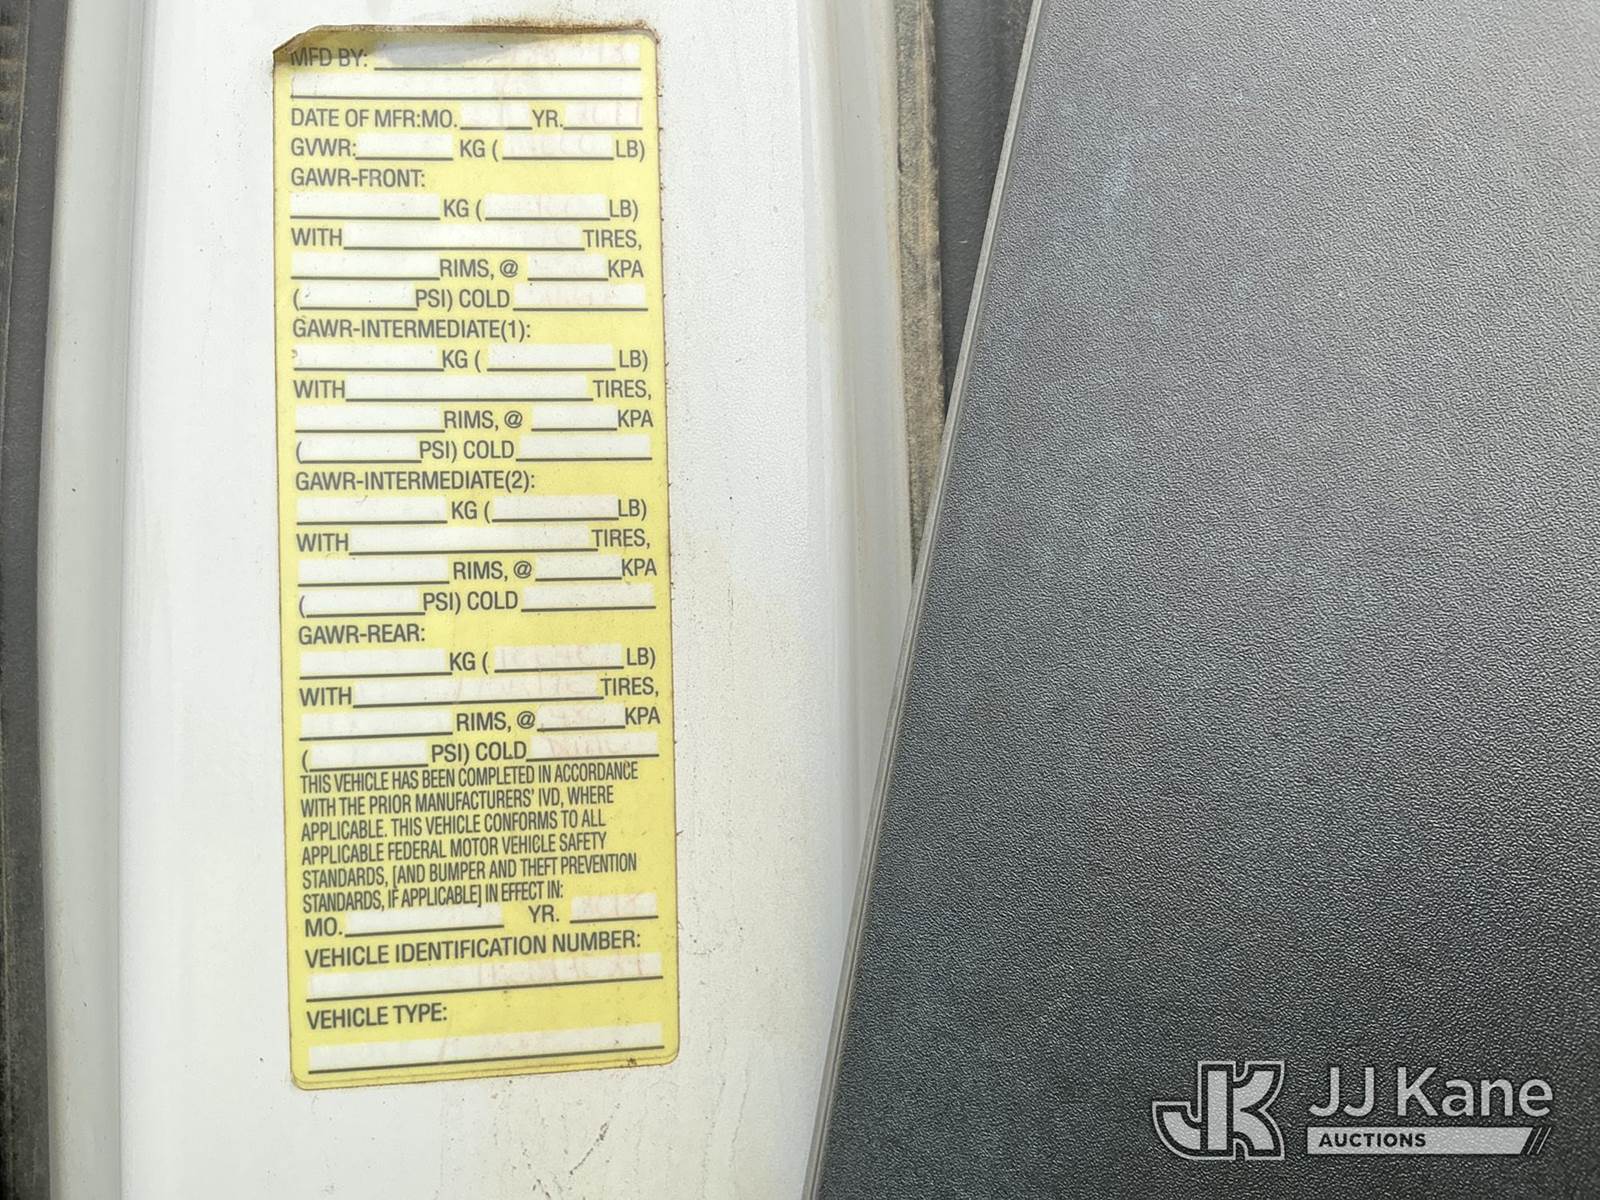 MFD BY:
DATE OF MFR:MO. YR.
GVWR: KG ( LB)
GAWR-FRONT:
KG ( LB)
WITH TIRES,
RIMS, @ KPA
( PSI) COLD
GAWR-INTERMEDIATE(1):
KG ( LB)
WITH TIRES,
RIMS, @ KPA
( PSI) COLD
GAWR-INTERMEDIATE(2):
KG ( LB)
WITH TIRES,
RIMS, @ KPA
( PSI) COLD
GAWR-REAR:
KG ( LB)
WITH TIRES,
RIMS, @ KPA
( PSI) COLD
THIS VEHICLE HAS BEEN COMPLETED IN ACCORDANCE
WITH THE PRIOR MANUFACTURERS' IVD, WHERE
APPLICABLE. THIS VEHICLE CONFORMS TO ALL
APPLICABLE FEDERAL MOTOR VEHICLE SAFETY
STANDARDS, [AND BUMPER AND THEFT PREVENTION
STANDARDS, IF APPLICABLE] IN EFFECT IN:
MO. YR.
VEHICLE IDENTIFICATION NUMBER:
VEHICLE TYPE:
JK JJ Kane
AUCTIONS